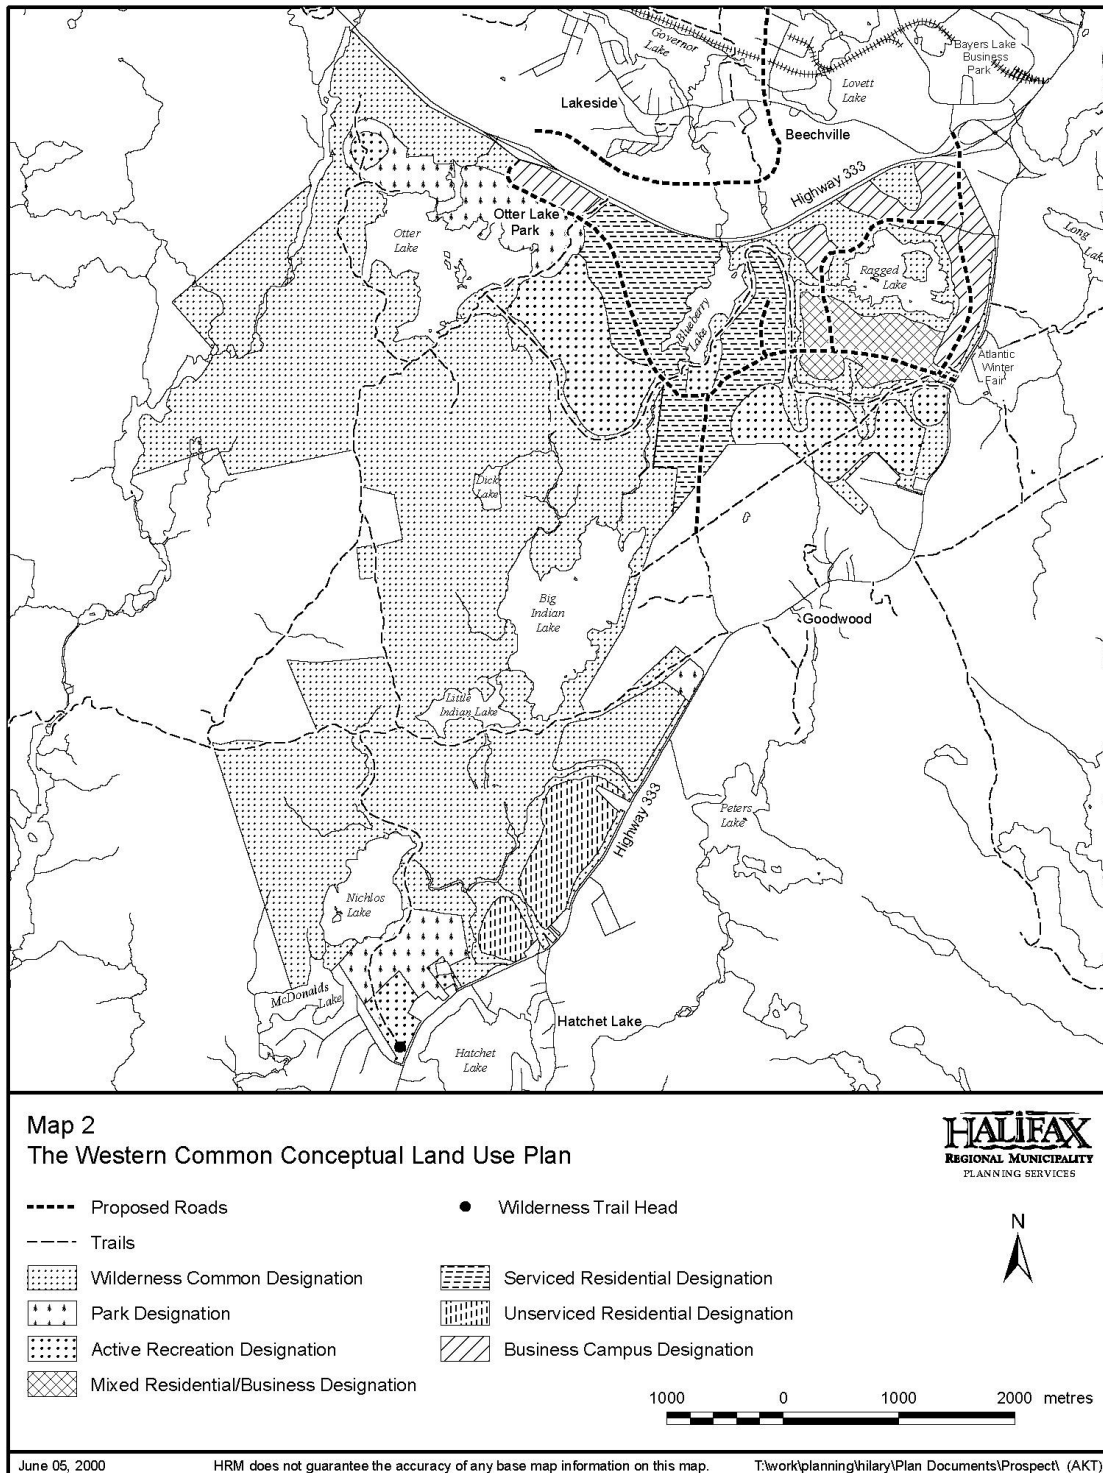 Governor
Lake
Bayers Lake
Business
Park
Lovett
Lake
Lakeside
Beechville
Highway 333
Long
Lake
Otter Lake
Park
Otter
Lake
Ragged
Lake
Blueberry
Lake
Atlantic
Winter
Fair
Dick
Lake
Big
Indian
Lake
Goodwood
Little
Indian Lake
Peters
Lake
Highway 333
Nichlos
Lake
McDonalds
Lake
Hatchet Lake
Hatchet
Lake
Map 2
The Western Common Conceptual Land Use Plan
HALIFAX
REGIONAL MUNICIPALITY
PLANNING SERVICES
Proposed Roads
Wilderness Trail Head
Trails
N
Wilderness Common Designation
Serviced Residential Designation
Park Designation
Unserviced Residential Designation
Active Recreation Designation
Business Campus Designation
Mixed Residential/Business Designation
1000 0 1000 2000 metres
June 05, 2000 HRM does not guarantee the accuracy of any base map information on this map. T:\work\planning\hilary\Plan Documents\Prospect\ (AKT)